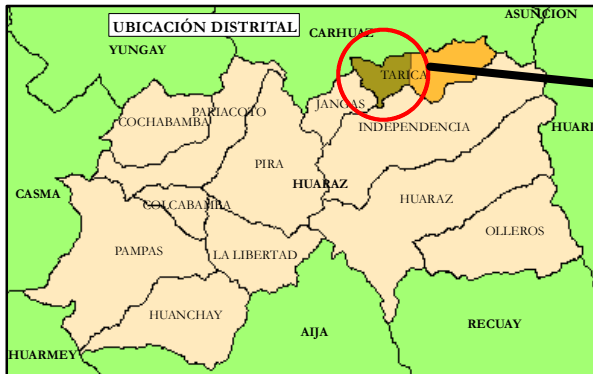 ASUNCION
UBICACIÓN DISTRITAL
CARHUAZ
YUNGAY
TARICA
JANGAS
PARIACOTO
COCHABAMBA
INDEPENDENCIA
HUARI
PIRA
HUARAZ
CASMA
COLCABAMBA
HUARAZ
OLLEROS
PAMPAS
LA LIBERTAD
HUANCHAY
RECUAY
AIJA
HUARMEY